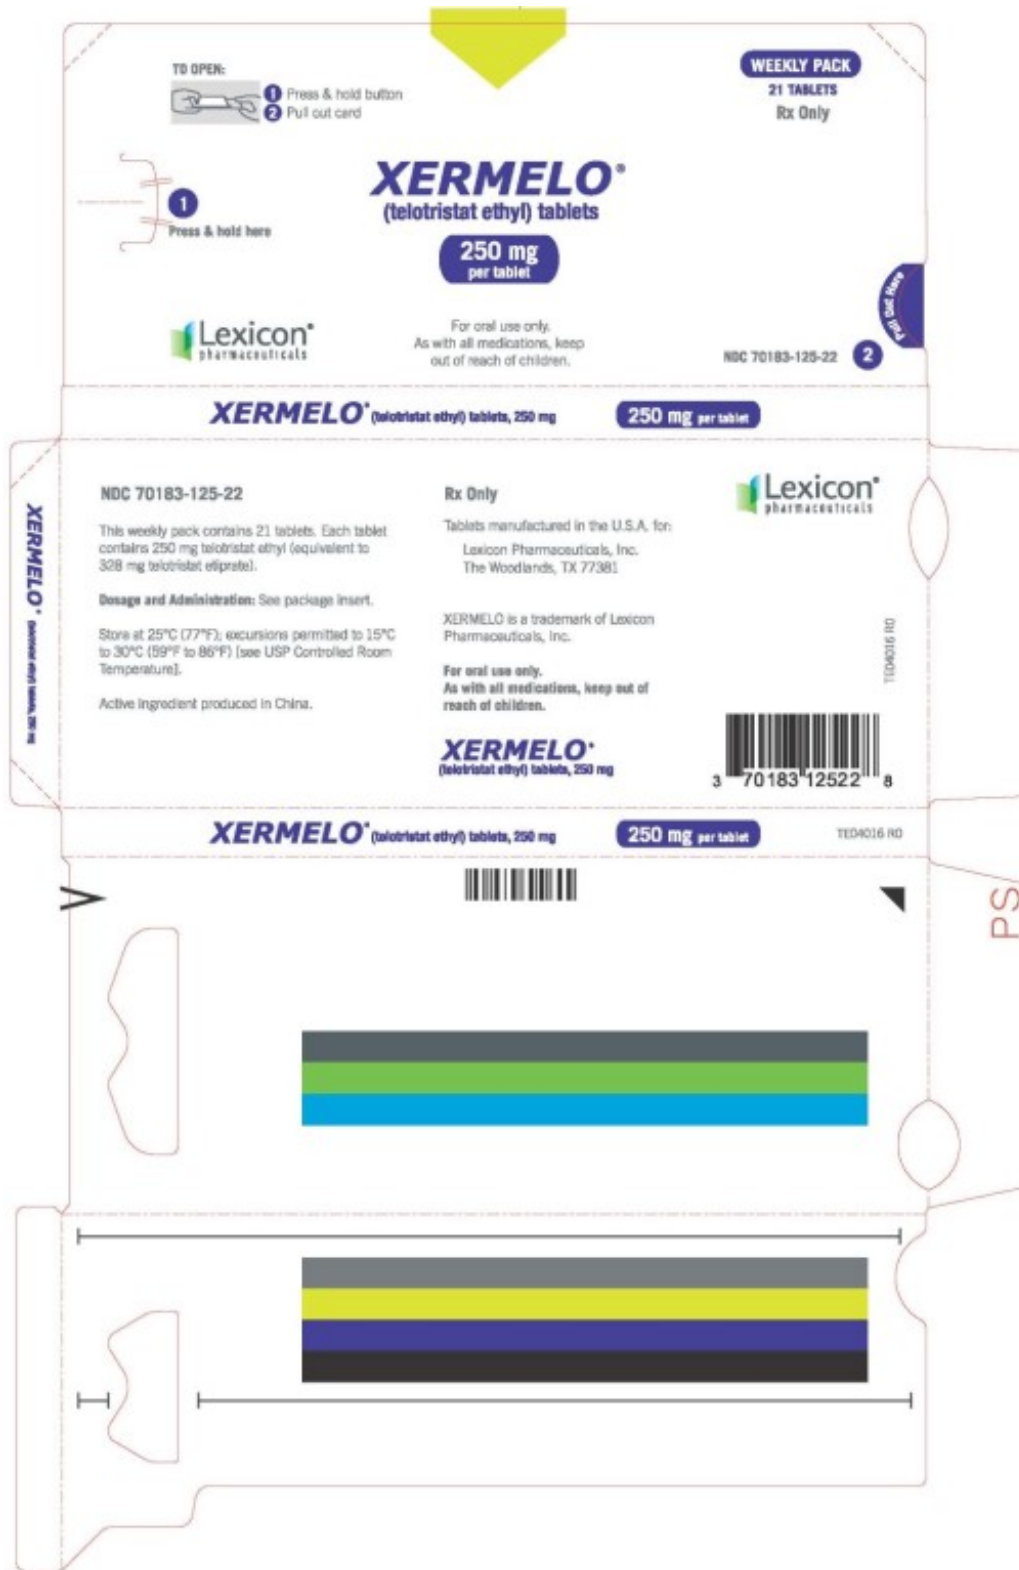 TO OPEN:
1 Press & hold button
2 Pull out card
WEEKLY PACK
21 TABLETS
Rx Only
XERMELO®
(telotristat ethyl) tablets
250 mg
per tablet
1
Press & hold here
Pull Out Here
Lexicon®
pharmaceuticals
For oral use only.
As with all medications, keep
out of reach of children.
NDC 70183-125-22
2
XERMELO® (telotristat ethyl) tablets, 250 mg
250 mg per tablet
XERMELO® (telotristat ethyl) tablets, 250 mg
NDC 70183-125-22
This weekly pack contains 21 tablets. Each tablet
contains 250 mg telotristat ethyl (equivalent to
328 mg telotristat etiprate).
Dosage and Administration: See package insert.
Store at 25°C (77°F); excursions permitted to 15°C
to 30°C (59°F to 86°F) [see USP Controlled Room
Temperature].
Active ingredient produced in China.
Rx Only
Tablets manufactured in the U.S.A. for:
Lexicon Pharmaceuticals, Inc.
The Woodlands, TX 77381
XERMELO is a trademark of Lexicon
Pharmaceuticals, Inc.
For oral use only.
As with all medications, keep out of
reach of children.
XERMELO®
(telotristat ethyl) tablets, 250 mg
Lexicon®
pharmaceuticals
TE04016 R0
3 70183 12522 8
XERMELO® (telotristat ethyl) tablets, 250 mg
250 mg per tablet
TE04016 R0
V
PS